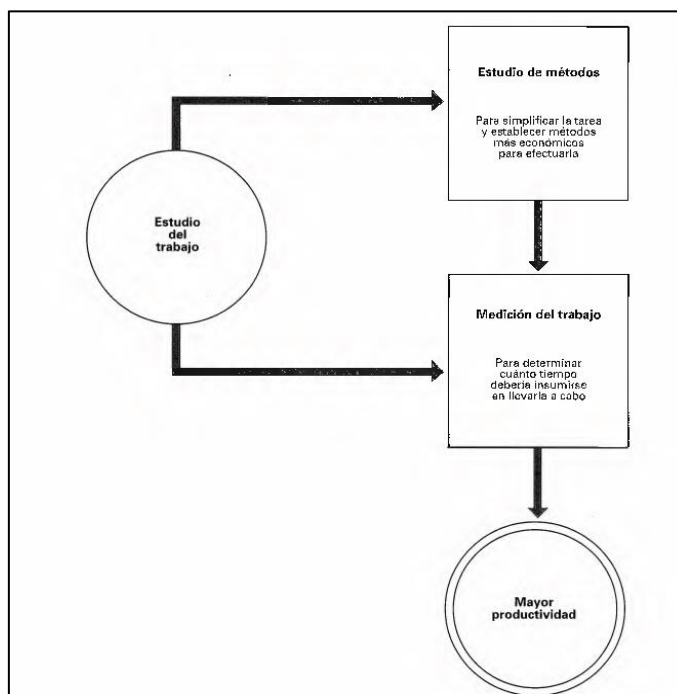 Estudio de métodos
Para simplificar la tarea
y establecer métodos
más económicos
para efectuarla
Estudio
del
trabajo
Medición del trabajo
Para determinar
cuánto tiempo
debería insumirse
en llevarla a cabo
Mayor
productividad